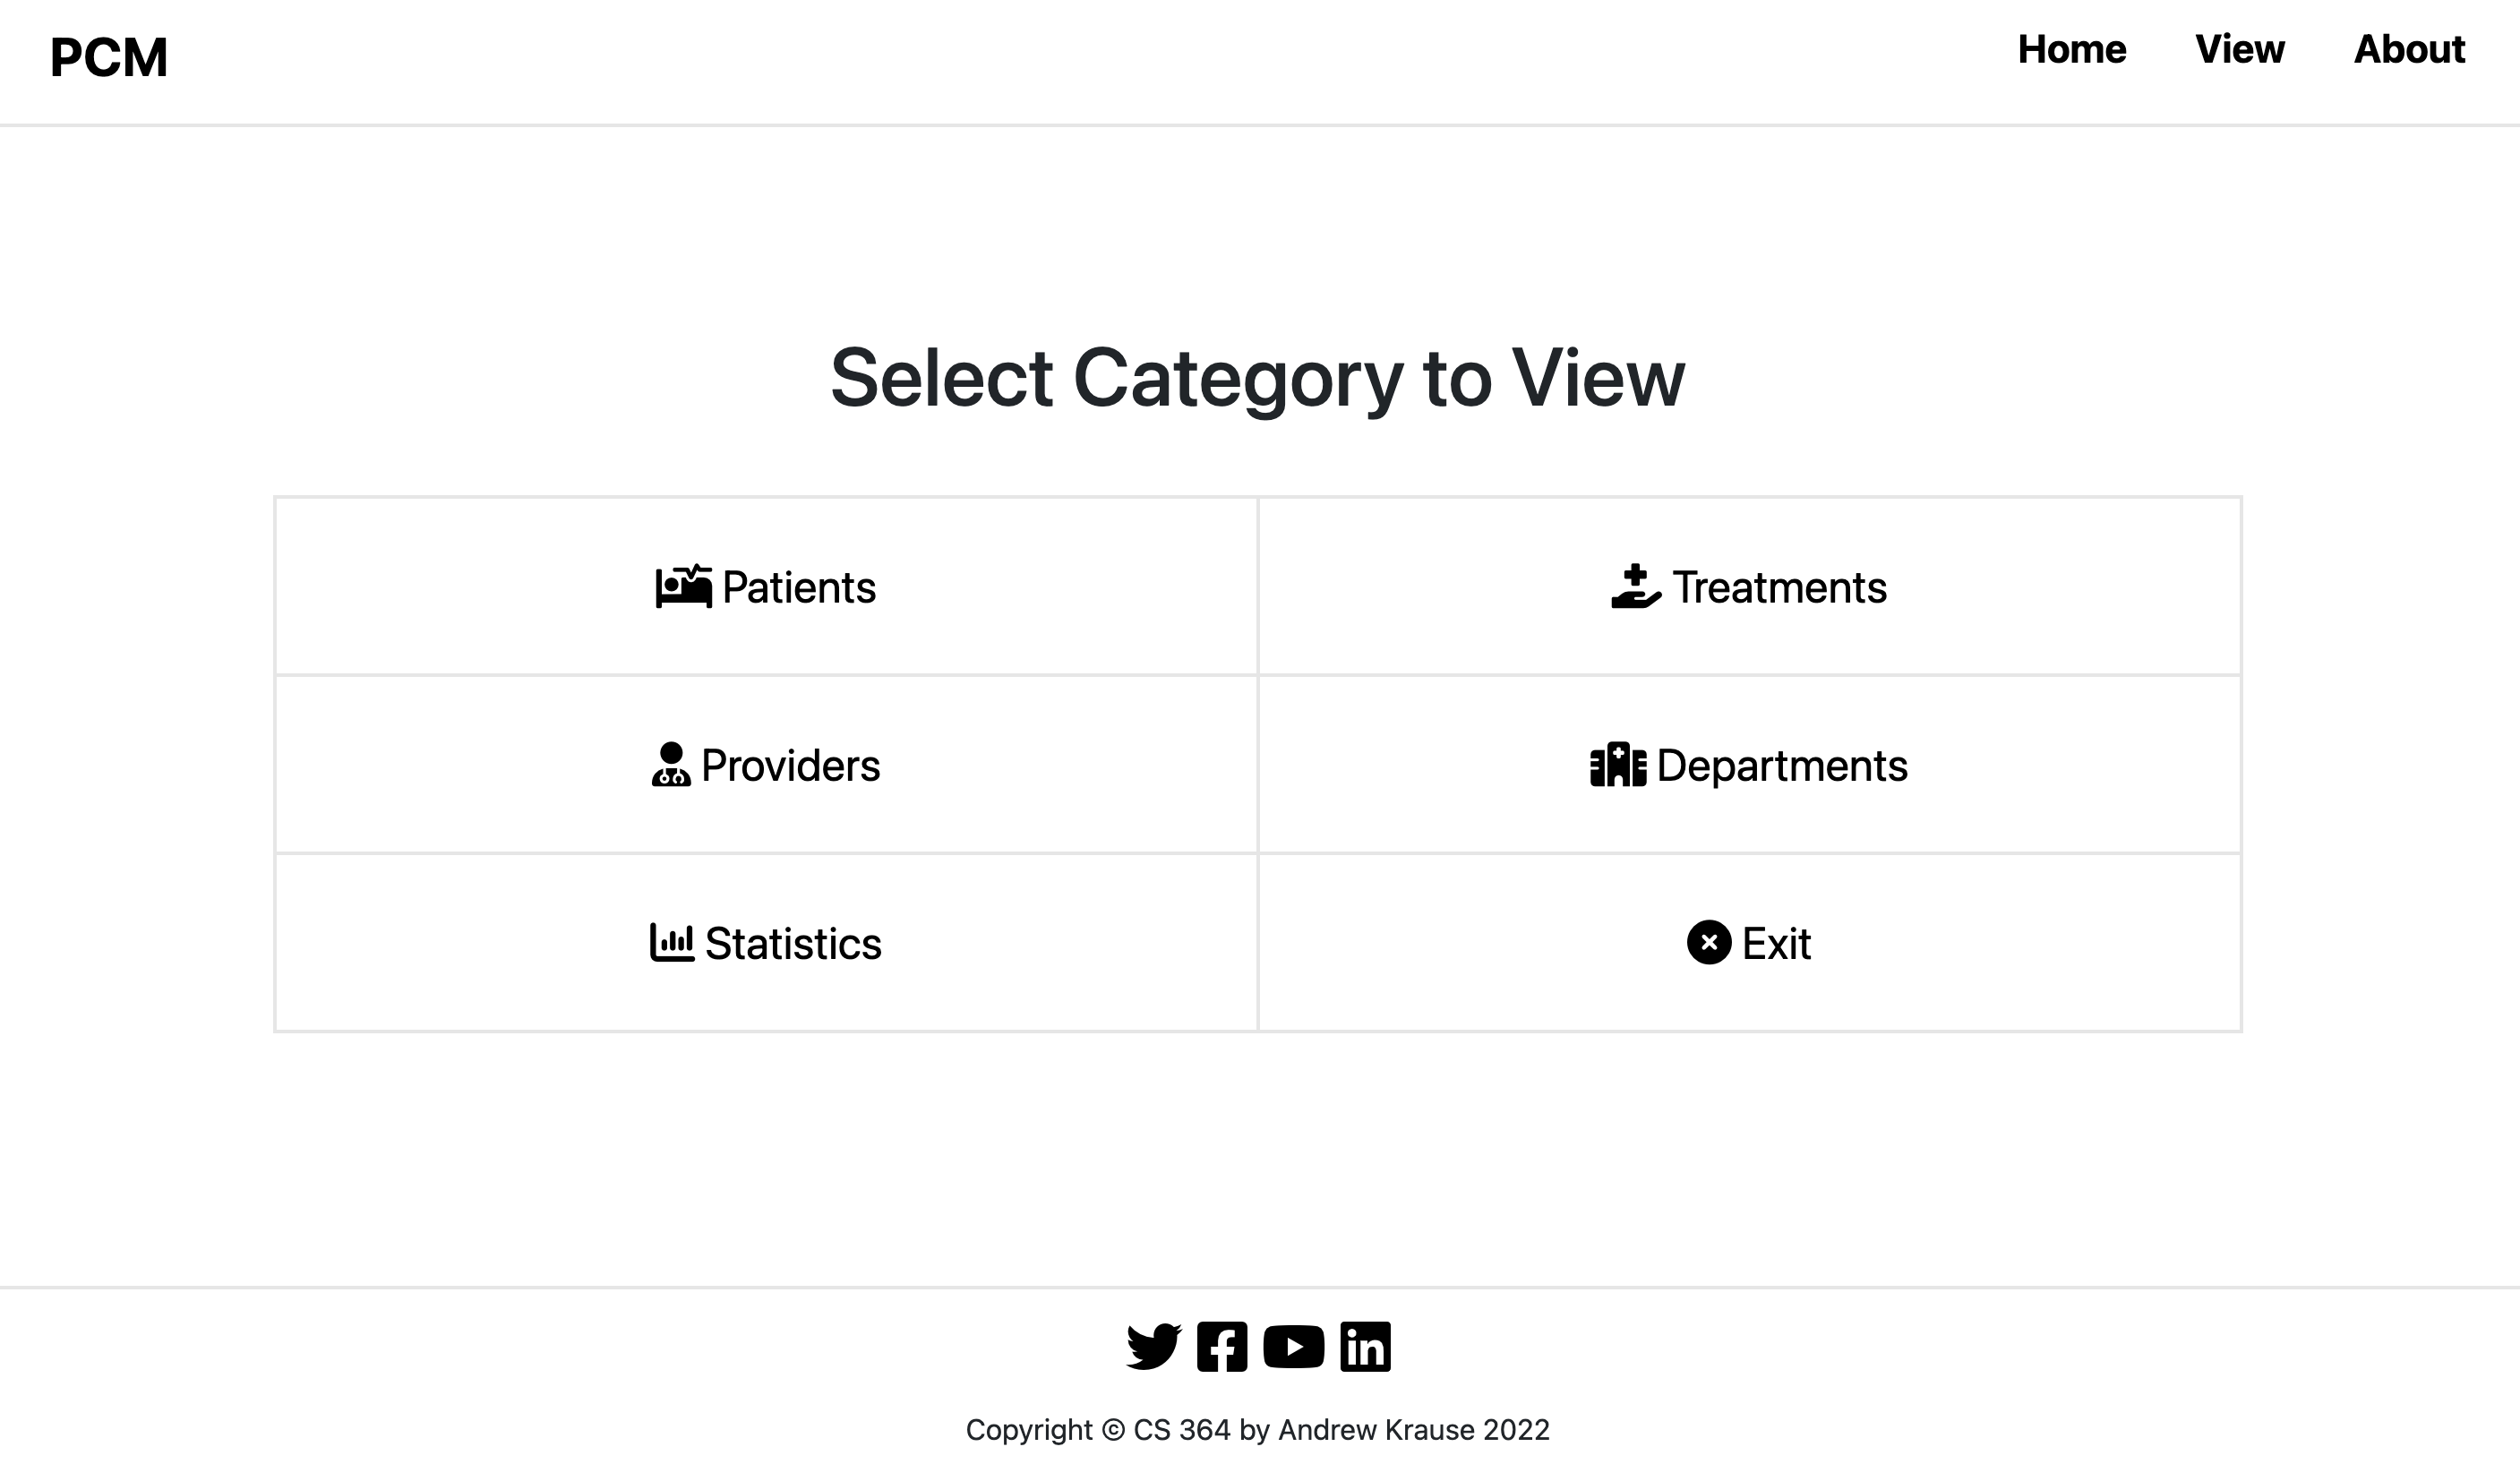 PCM
Home View About
Select Category to View
Patients
Treatments
Providers
Departments
Statistics
Exit
Copyright © CS 364 by Andrew Krause 2022